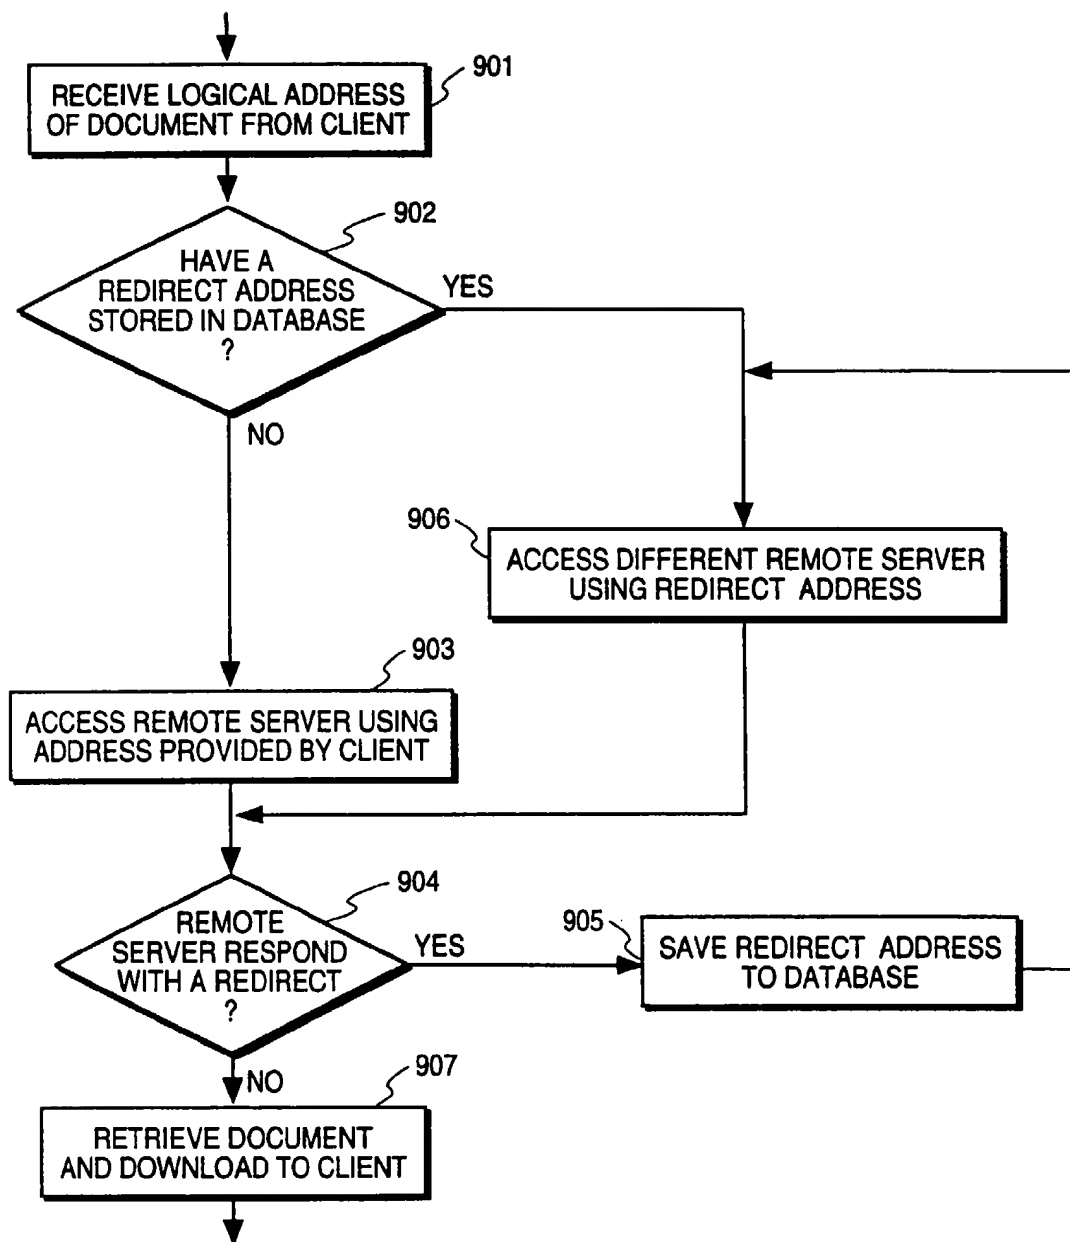 RECEIVE LOGICAL ADDRESS
OF DOCUMENT FROM CLIENT
901
902
HAVE A
REDIRECT ADDRESS
STORED IN DATABASE
?
YES
NO
906
ACCESS DIFFERENT REMOTE SERVER
USING REDIRECT ADDRESS
903
ACCESS REMOTE SERVER USING
ADDRESS PROVIDED BY CLIENT
904
REMOTE
SERVER RESPOND
WITH A REDIRECT
?
YES
905
SAVE REDIRECT ADDRESS
TO DATABASE
NO
907
RETRIEVE DOCUMENT
AND DOWNLOAD TO CLIENT